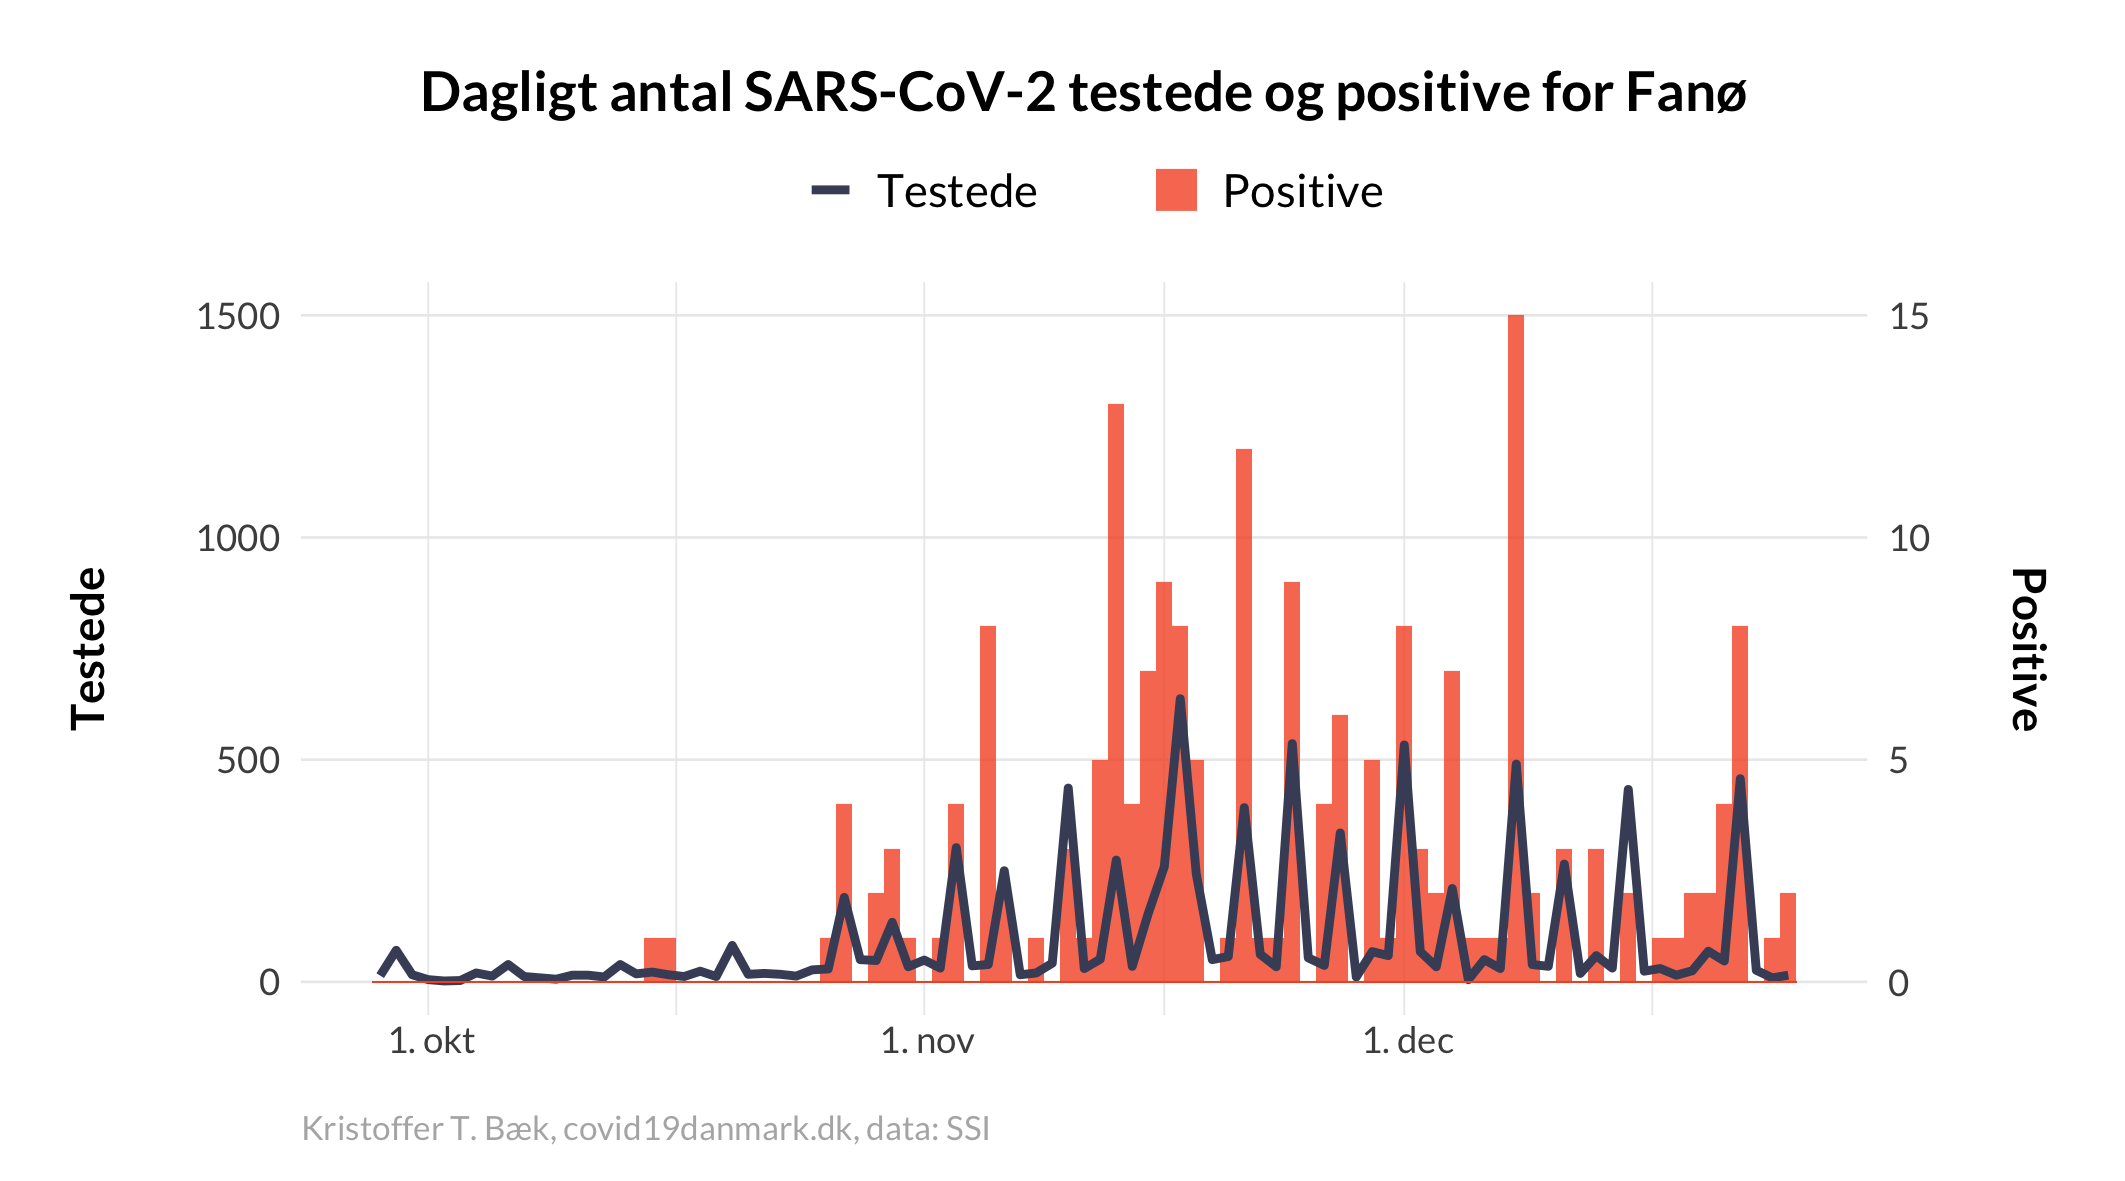 Dagligt antal SARS-CoV-2 testede og positive for Fanø
Testede
Positive
1500
1000
500
0
15
10
5
0
Testede
Positive
1. okt
1. nov
1. dec
Kristoffer T. Bæk, covid19danmark.dk, data: SSI